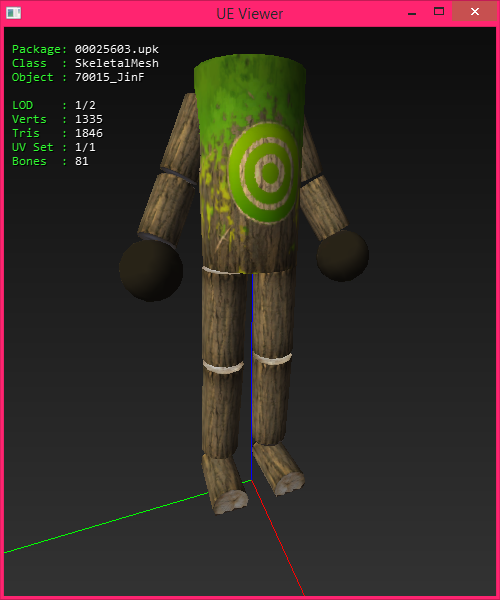 UE Viewer
Package: 00025603.upk
Class : SkeletalMesh
Object : 70015_JinF
LOD : 1/2
Verts : 1335
Tris : 1846
UV Set : 1/1
Bones : 81